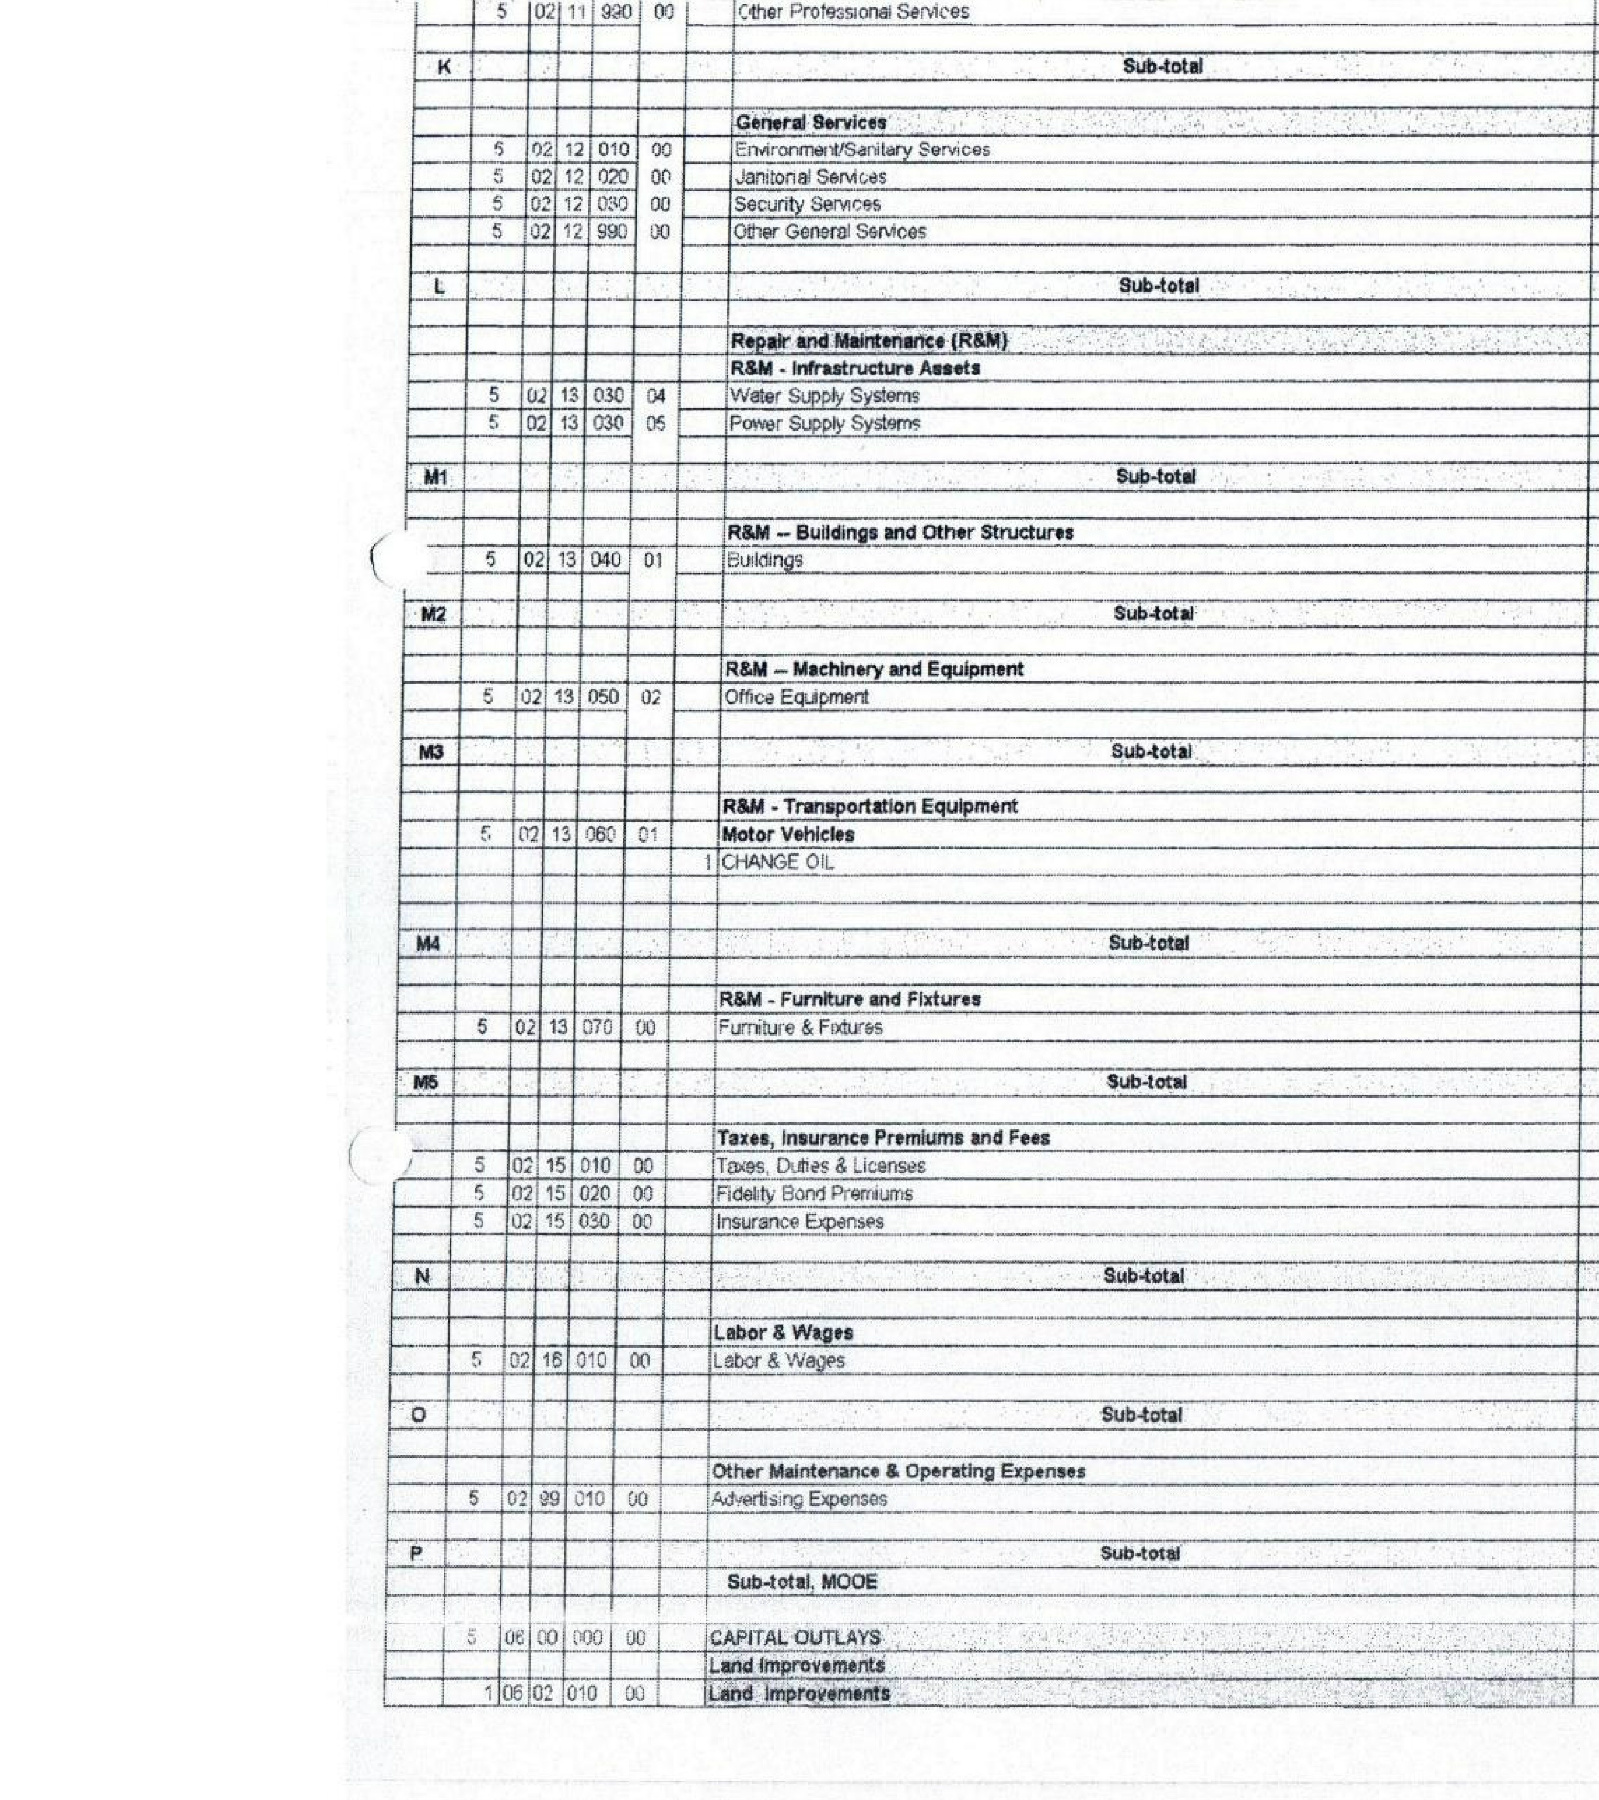 5 02 11 990 00 Other Professional Services
K Sub-total
General Services
5 02 12 010 00 Environment/Sanitary Services
5 02 12 020 00 Janitorial Services
5 02 12 030 00 Security Services
5 02 12 990 00 Other General Services
L Sub-total
Repair and Maintenance (R&M)
R&M - Infrastructure Assets
5 02 13 030 04 Water Supply Systems
5 02 13 030 05 Power Supply Systems
M1 Sub-total
R&M – Buildings and Other Structures
5 02 13 040 01 Buildings
M2 Sub-total
R&M – Machinery and Equipment
5 02 13 050 02 Office Equipment
M3 Sub-total
R&M - Transportation Equipment
5 02 13 060 01 Motor Vehicles
1 CHANGE OIL
M4 Sub-total
R&M - Furniture and Fixtures
5 02 13 070 00 Furniture & Fixtures
M5 Sub-total
Taxes, Insurance Premiums and Fees
5 02 15 010 00 Taxes, Duties & Licenses
5 02 15 020 00 Fidelity Bond Premiums
5 02 15 030 00 Insurance Expenses
N Sub-total
Labor & Wages
5 02 16 010 00 Labor & Wages
O Sub-total
Other Maintenance & Operating Expenses
5 02 99 010 00 Advertising Expenses
P Sub-total
Sub-total, MOOE
5 06 00 000 00 CAPITAL OUTLAYS
Land Improvements
1 06 02 010 00 Land Improvements